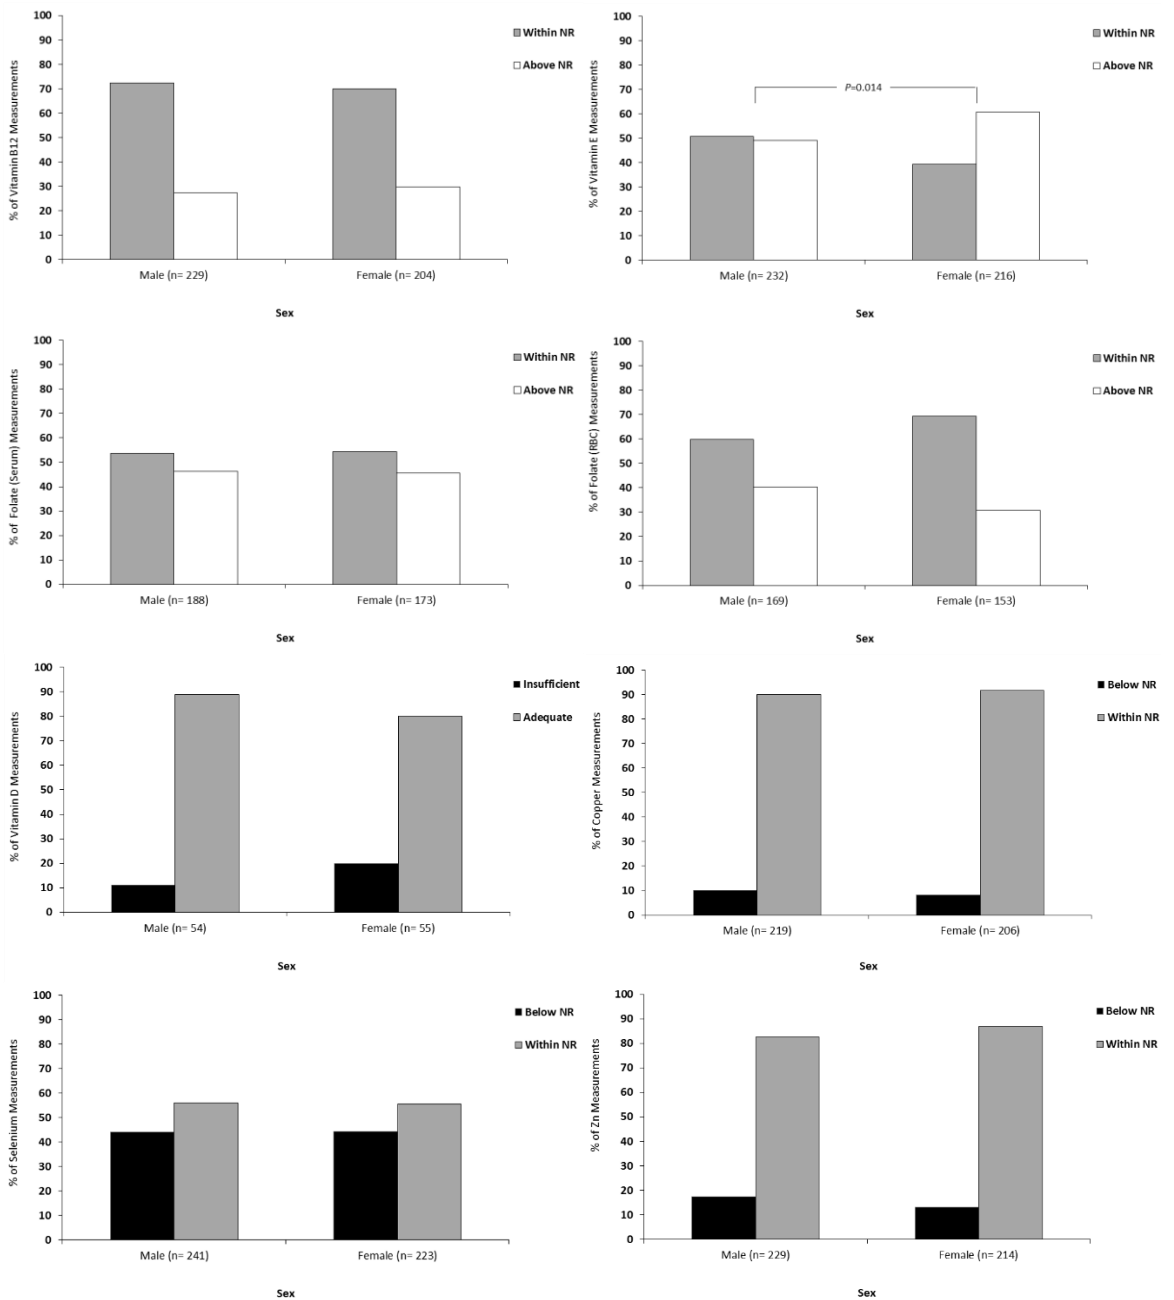 % of Vitamin B12 Measurements
100
90
80
70
60
50
40
30
20
10
0
Male (n= 229)
Female (n= 204)
Sex
Within NR
Above NR
% of Vitamin E Measurements
100
90
80
70
60
50
40
30
20
10
0
P=0.014
Male (n= 232)
Female (n= 216)
Sex
Within NR
Above NR
% of Folate (Serum) Measurements
100
90
80
70
60
50
40
30
20
10
0
Male (n= 188)
Female (n= 173)
Sex
Within NR
Above NR
% of Folate (RBC) Measurements
100
90
80
70
60
50
40
30
20
10
0
Male (n= 169)
Female (n= 153)
Sex
Within NR
Above NR
% of Vitamin D Measurements
100
90
80
70
60
50
40
30
20
10
0
Male (n= 54)
Female (n= 55)
Sex
Insufficient
Adequate
% of Copper Measurements
100
90
80
70
60
50
40
30
20
10
0
Male (n= 219)
Female (n= 206)
Sex
Below NR
Within NR
% of Selenium Measurements
100
90
80
70
60
50
40
30
20
10
0
Male (n= 241)
Female (n= 223)
Sex
Below NR
Within NR
% of Zn Measurements
100
90
80
70
60
50
40
30
20
10
0
Male (n= 229)
Female (n= 214)
Sex
Below NR
Within NR